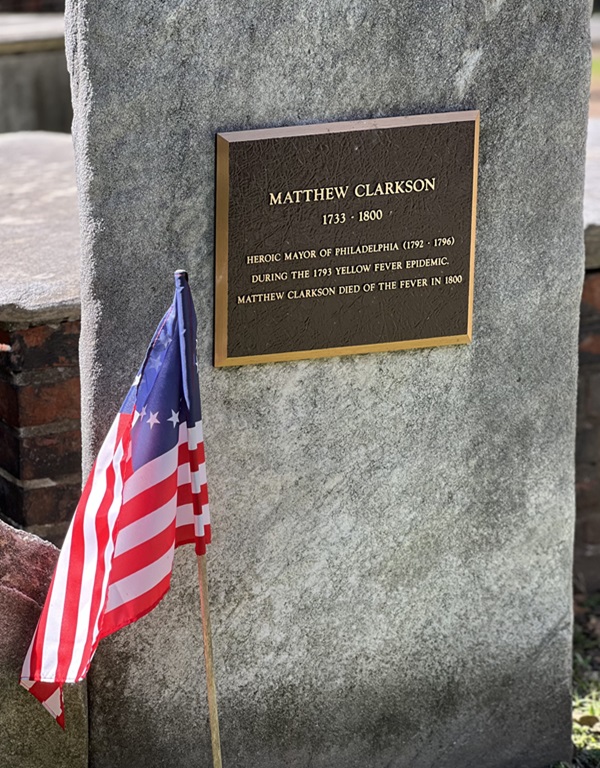 MATTHEW CLARKSON
1733 · 1800
HEROIC MAYOR OF PHILADELPHIA (1792 · 1796)
DURING THE 1793 YELLOW FEVER EPIDEMIC.
MATTHEW CLARKSON DIED OF THE FEVER IN 1800